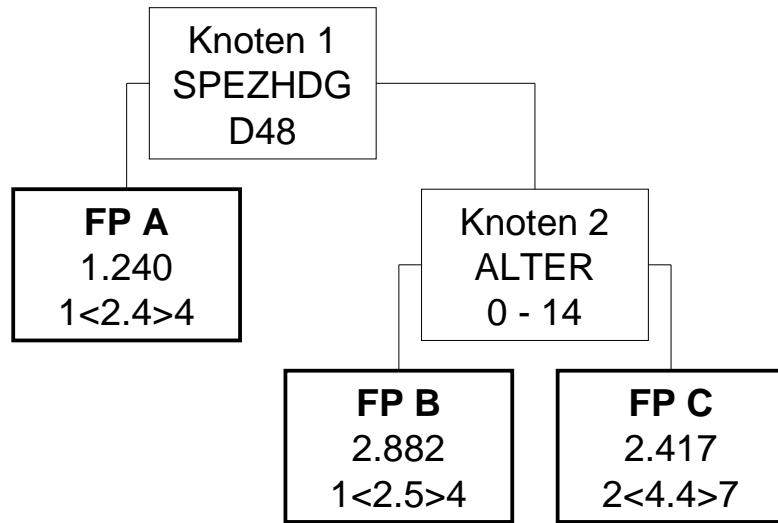 Knoten 1
SPEZHDG
D48
FP A
1.240
1<2.4>4
Knoten 2
ALTER
0 - 14
FP B
2.882
1<2.5>4
FP C
2.417
2<4.4>7